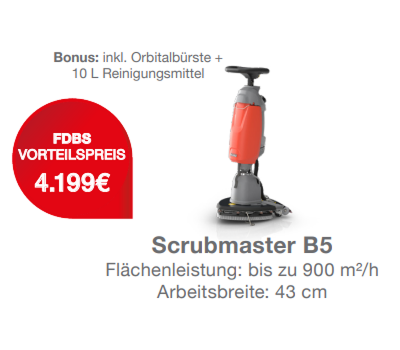 Bonus: inkl. Orbitalbürste +
10 L Reinigungsmittel
FDBS
VORTEILSPREIS
4.199€
Scrubmaster B5
Flächenleistung: bis zu 900 m²/h
Arbeitsbreite: 43 cm